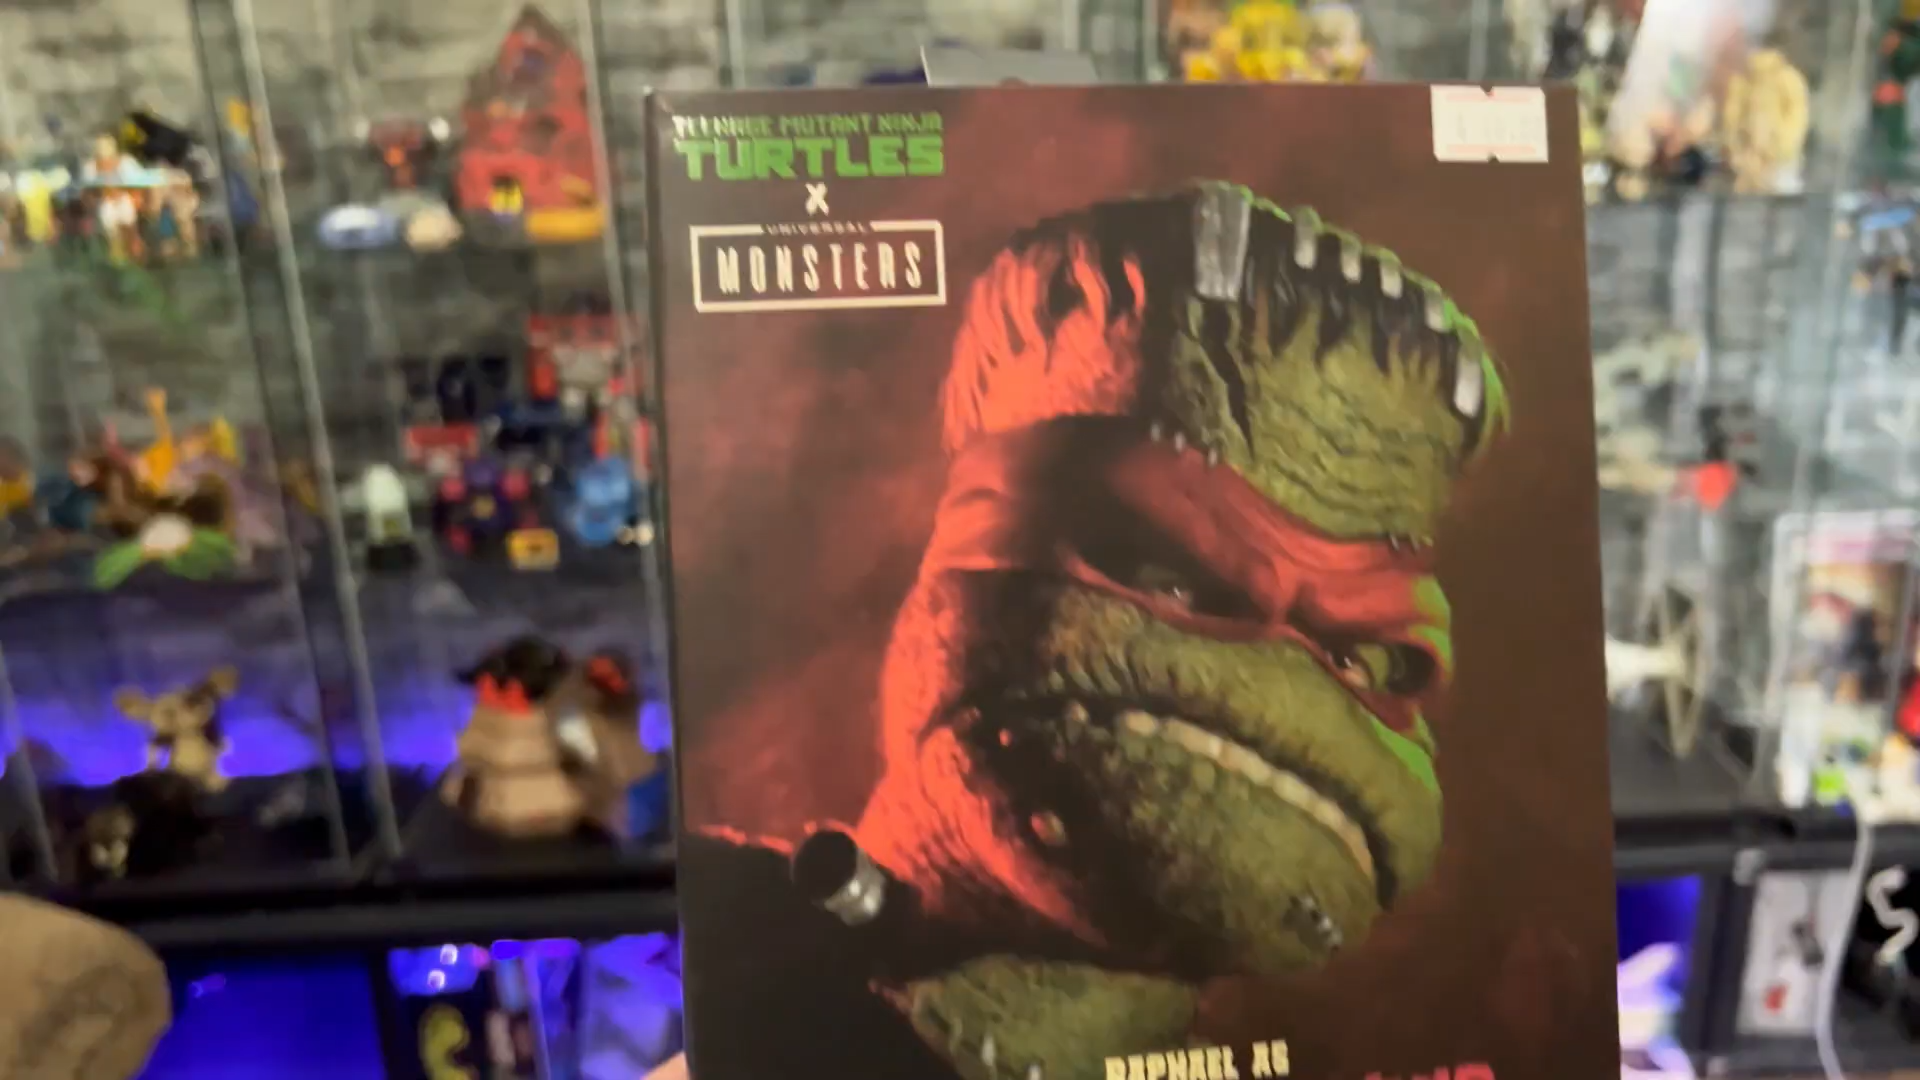 TEENAGE MUTANT NINJA
TURTLES
X
UNIVERSAL
MONSTERS
RAPHAEL AS